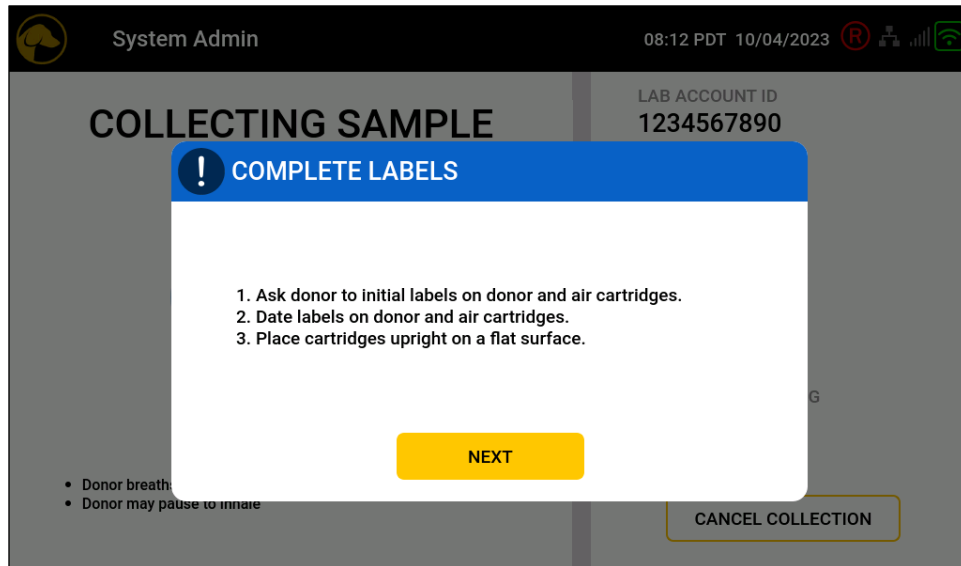 System Admin
08:12 PDT 10/04/2023 R
COLLECTING SAMPLE
LAB ACCOUNT ID
1234567890
! COMPLETE LABELS
1. Ask donor to initial labels on donor and air cartridges.
2. Date labels on donor and air cartridges.
3. Place cartridges upright on a flat surface.
G
NEXT
• Donor breath
• Donor may pause to inhale
CANCEL COLLECTION